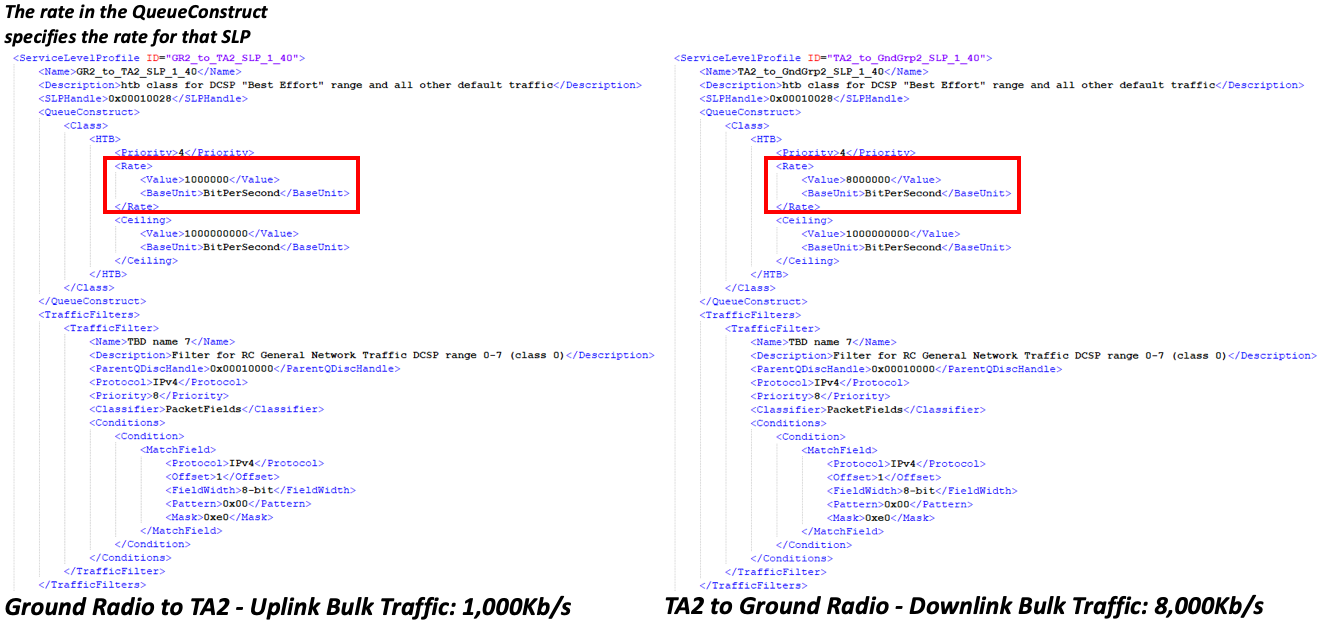 The rate in the QueueConstruct
specifies the rate for that SLP
<ServiceLevelProfile ID="GR2_to_TA2_SLP_1_40">
<Name>GR2_to_TA2_SLP_1_40</Name>
<Description>htb class for DCSP "Best Effort" range and all other default traffic</Description>
<SLPHandle>0x00010028</SLPHandle>
<QueueConstruct>
<Class>
<HTB>
<Priority>4</Priority>
<Rate>
<Value>1000000</Value>
<BaseUnit>BitPerSecond</BaseUnit>
</Rate>
<Ceiling>
<Value>1000000000</Value>
<BaseUnit>BitPerSecond</BaseUnit>
</Ceiling>
</HTB>
</Class>
</QueueConstruct>
<TrafficFilters>
<TrafficFilter>
<Name>TBD name 7</Name>
<Description>Filter for RC General Network Traffic DCSP range 0-7 (class 0)</Description>
<ParentQDiscHandle>0x00010000</ParentQDiscHandle>
<Protocol>IPv4</Protocol>
<Priority>8</Priority>
<Classifier>PacketFields</Classifier>
<Conditions>
<Condition>
<MatchField>
<Protocol>IPv4</Protocol>
<Offset>1</Offset>
<FieldWidth>8-bit</FieldWidth>
<Pattern>0x00</Pattern>
<Mask>0xe0</Mask>
</MatchField>
</Condition>
</Conditions>
</TrafficFilter>
</TrafficFilters>
Ground Radio to TA2 - Uplink Bulk Traffic: 1,000Kb/s
<ServiceLevelProfile ID="TA2_to_GndGrp2_SLP_1_40">
<Name>TA2_to_GndGrp2_SLP_1_40</Name>
<Description>htb class for DCSP "Best Effort" range and all other default traffic</Description>
<SLPHandle>0x00010028</SLPHandle>
<QueueConstruct>
<Class>
<HTB>
<Priority>4</Priority>
<Rate>
<Value>8000000</Value>
<BaseUnit>BitPerSecond</BaseUnit>
</Rate>
<Ceiling>
<Value>1000000000</Value>
<BaseUnit>BitPerSecond</BaseUnit>
</Ceiling>
</HTB>
</Class>
</QueueConstruct>
<TrafficFilters>
<TrafficFilter>
<Name>TBD name 7</Name>
<Description>Filter for RC General Network Traffic DCSP range 0-7 (class 0)</Description>
<ParentQDiscHandle>0x00010000</ParentQDiscHandle>
<Protocol>IPv4</Protocol>
<Priority>8</Priority>
<Classifier>PacketFields</Classifier>
<Conditions>
<Condition>
<MatchField>
<Protocol>IPv4</Protocol>
<Offset>1</Offset>
<FieldWidth>8-bit</FieldWidth>
<Pattern>0x00</Pattern>
<Mask>0xe0</Mask>
</MatchField>
</Condition>
</Conditions>
</TrafficFilter>
</TrafficFilters>
TA2 to Ground Radio - Downlink Bulk Traffic: 8,000Kb/s